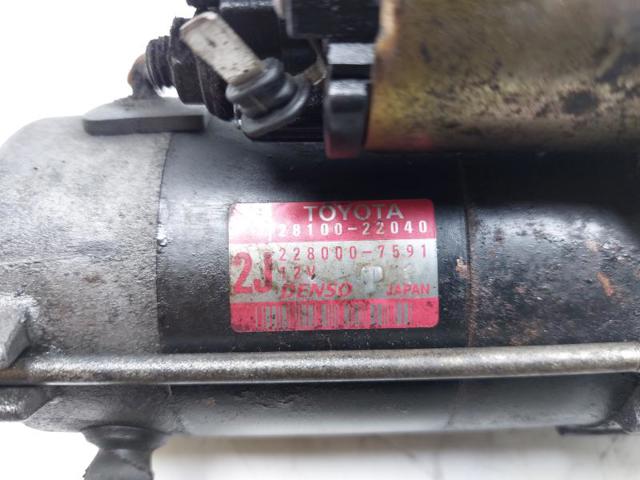 TOYOTA
28100-22040
2J
228000-7591
12V
DENSO
JAPAN